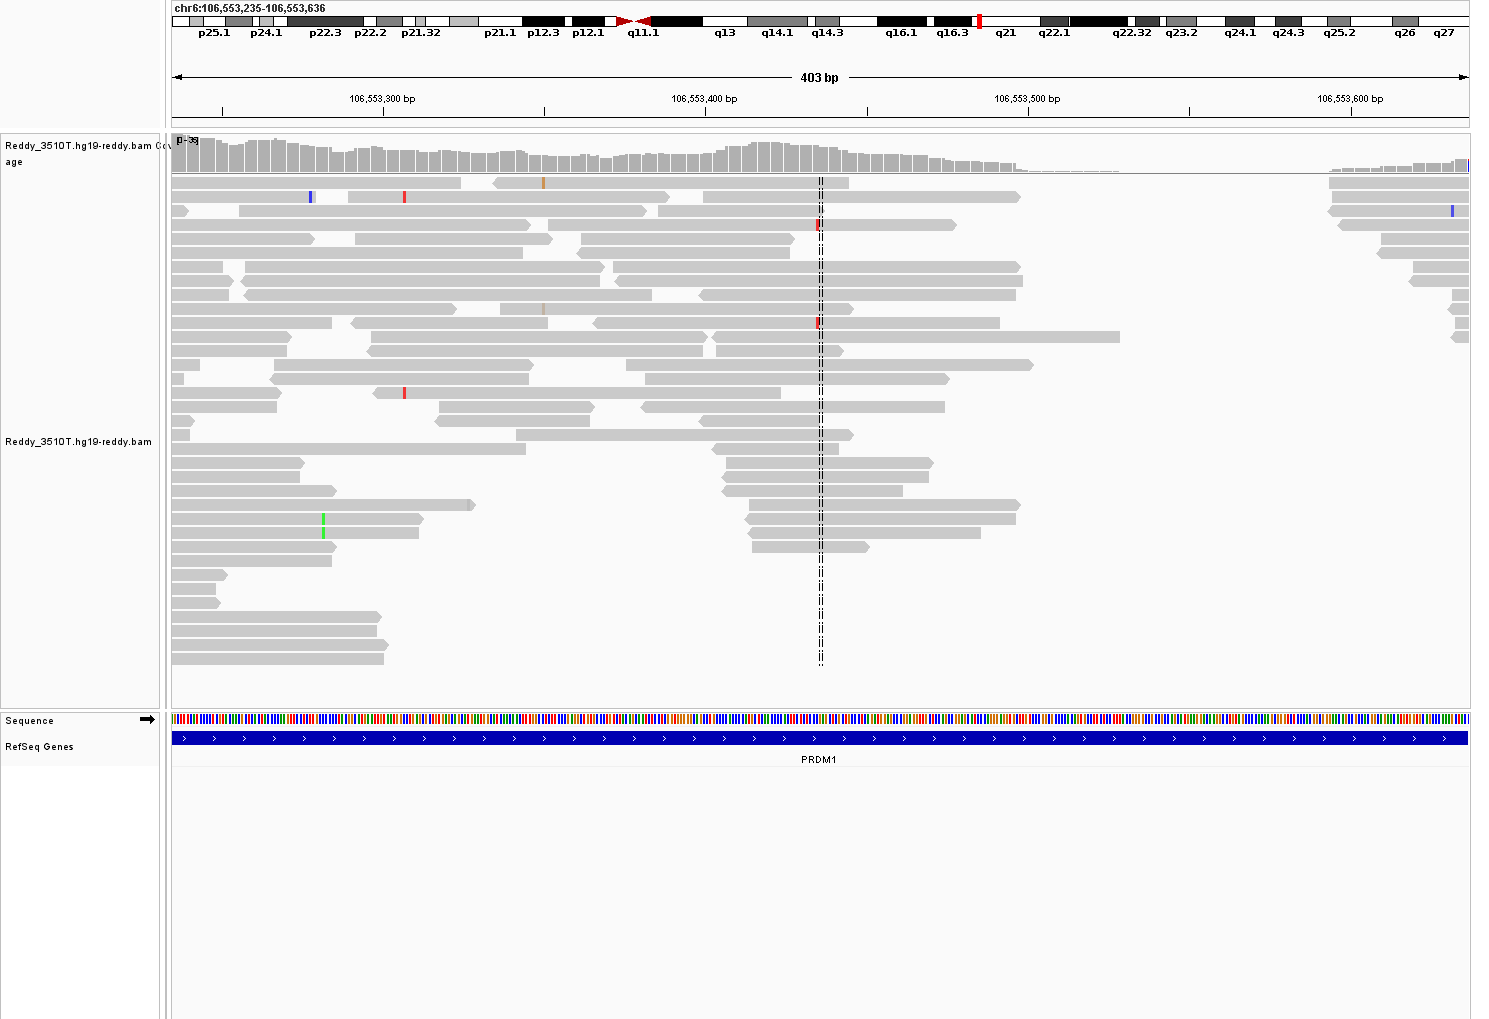 chr6:106,553,235-106,553,636
p25.1 p24.1 p22.3 p22.2 p21.32 p21.1 p12.3 p12.1 q11.1 q13 q14.1 q14.3 q16.1 q16.3 q21 q22.1 q22.32 q23.2 q24.1 q24.3 q25.2 q26 q27
403 bp
106,553,300 bp 106,553,400 bp 106,553,500 bp 106,553,600 bp
Reddy_3510T.hg19-reddy.bam Cov
age
Reddy_3510T.hg19-reddy.bam
Sequence
RefSeq Genes
PRDM1